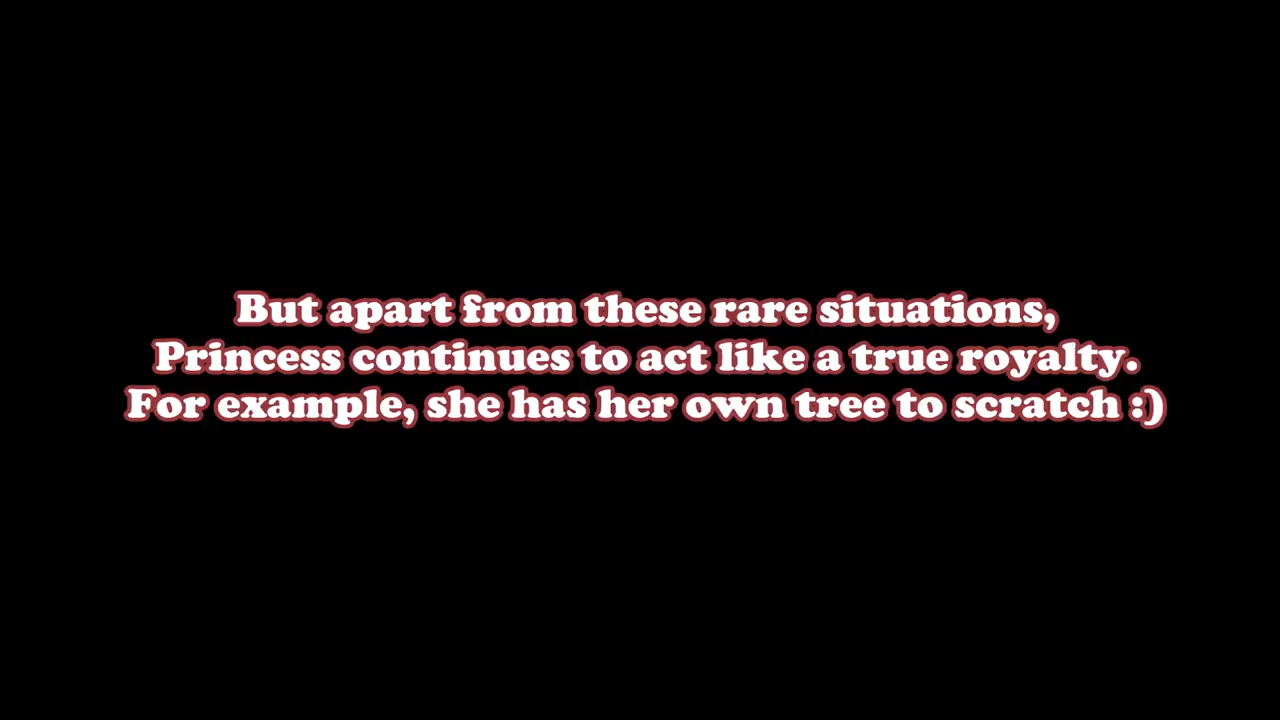 But apart from these rare situations,
Princess continues to act like a true royalty.
For example, she has her own tree to scratch :)